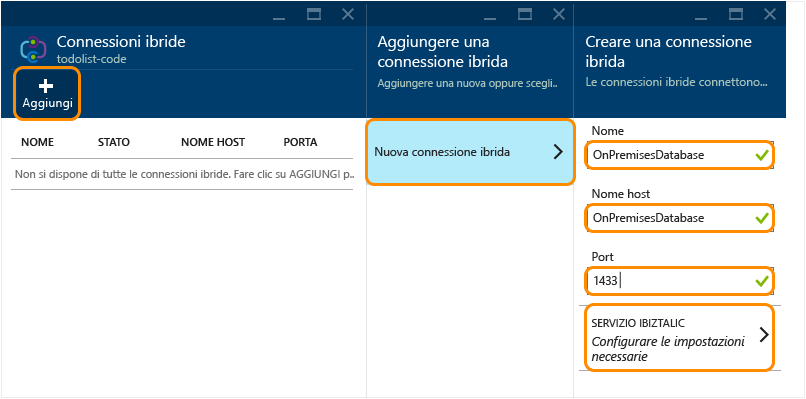 Connessioni ibride
todolist-code
Aggiungi
NOME STATO NOME HOST PORTA
Non si dispone di tutte le connessioni ibride. Fare clic su AGGIUNGI p..
Aggiungere una
connessione ibrida
Aggiungere una nuova oppure scegli..
Nuova connessione ibrida
Creare una connessione
ibrida
Le connessioni ibride connettono...
Nome
OnPremisesDatabase
Nome host
OnPremisesDatabase
Port
1433
SERVIZIO IBIZTALIC
Configurare le impostazioni
necessarie